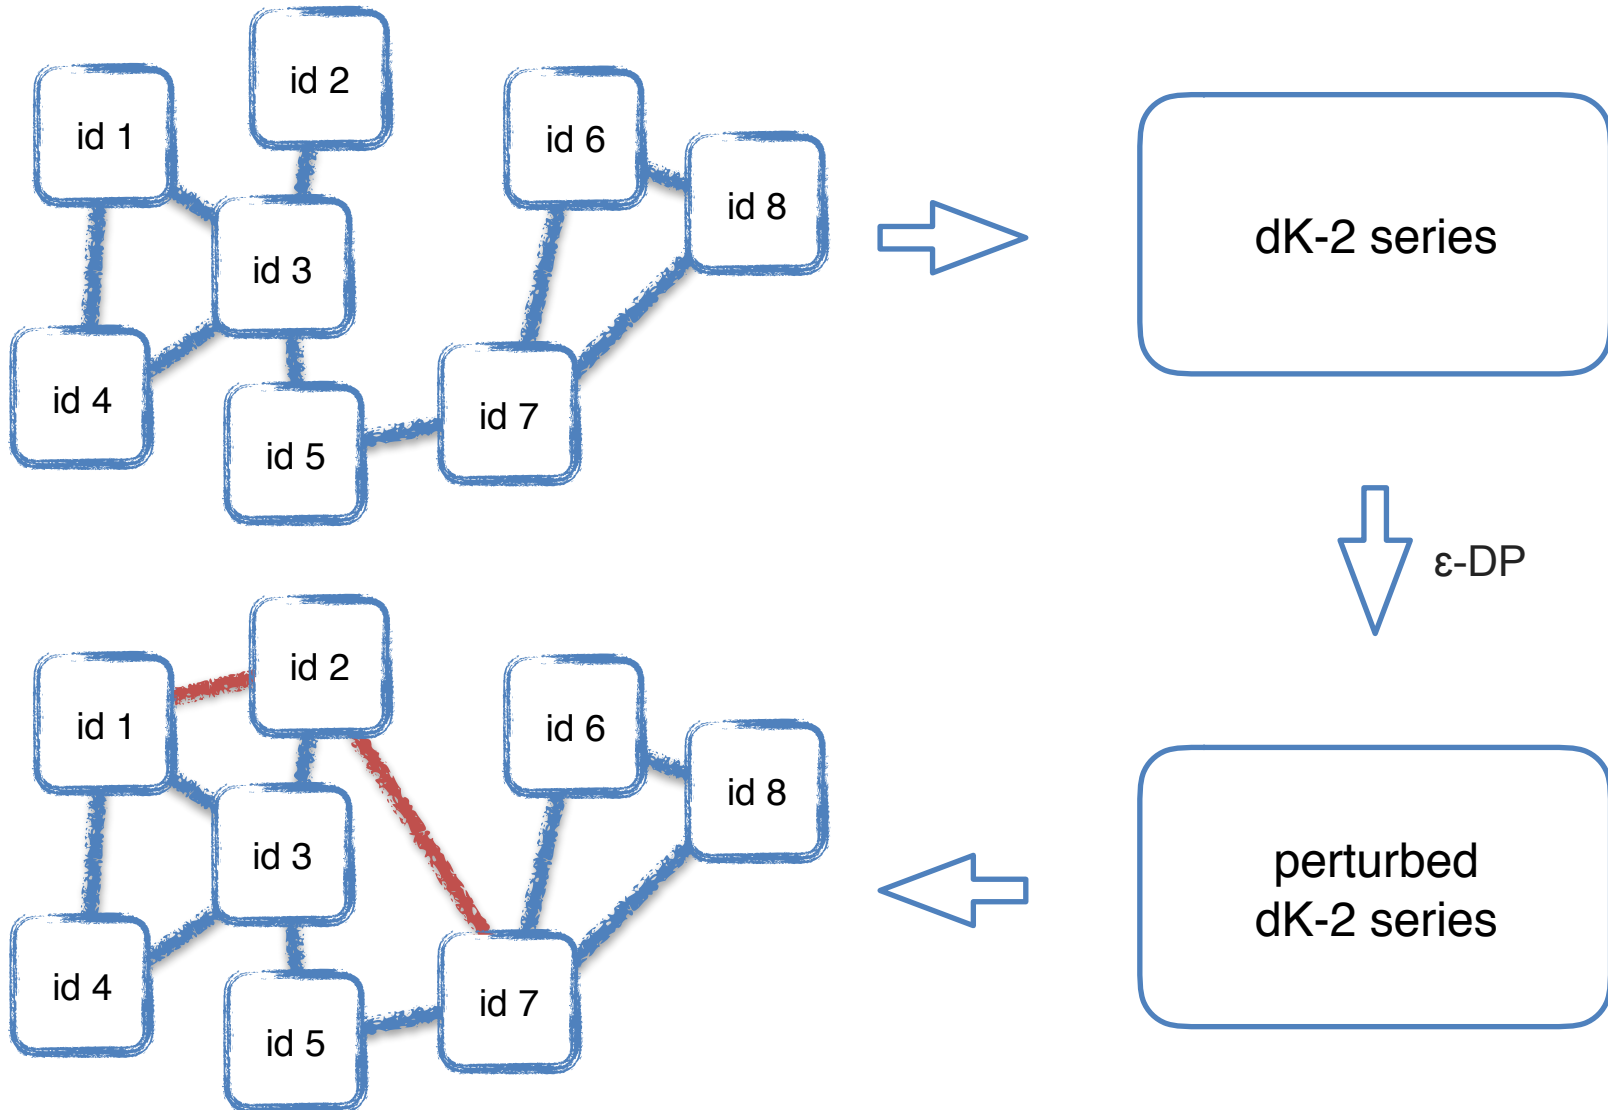 id 1
id 2
id 3
id 4
id 5
id 6
id 7
id 8
dK-2 series
ε-DP
id 1
id 2
id 3
id 4
id 5
id 6
id 7
id 8
perturbed
dK-2 series